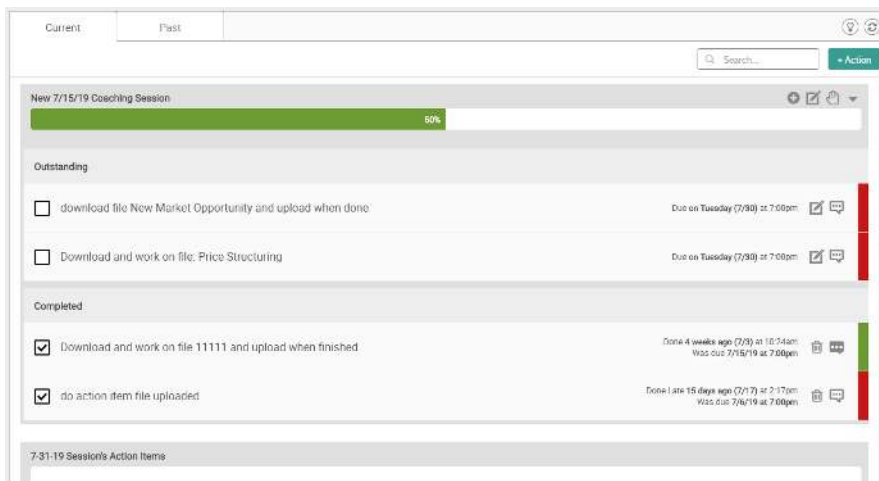 Current
Past
Search...
+ Action
New 7/15/19 Coaching Session
50%
Outstanding
download file New Market Opportunity and upload when done
Due on Tuesday (7/30) at 7:00pm
Download and work on file: Price Structuring
Due on Tuesday (7/30) at 7:00pm
Completed
Download and work on file 11111 and upload when finished
Done 4 weeks ago (7/3) at 10:24am
Was due 7/15/19 at 7:00pm
do action item file uploaded
Done Late 15 days ago (7/17) at 2:17pm
Was due 7/6/19 at 7:00pm
7-31-19 Session's Action Items